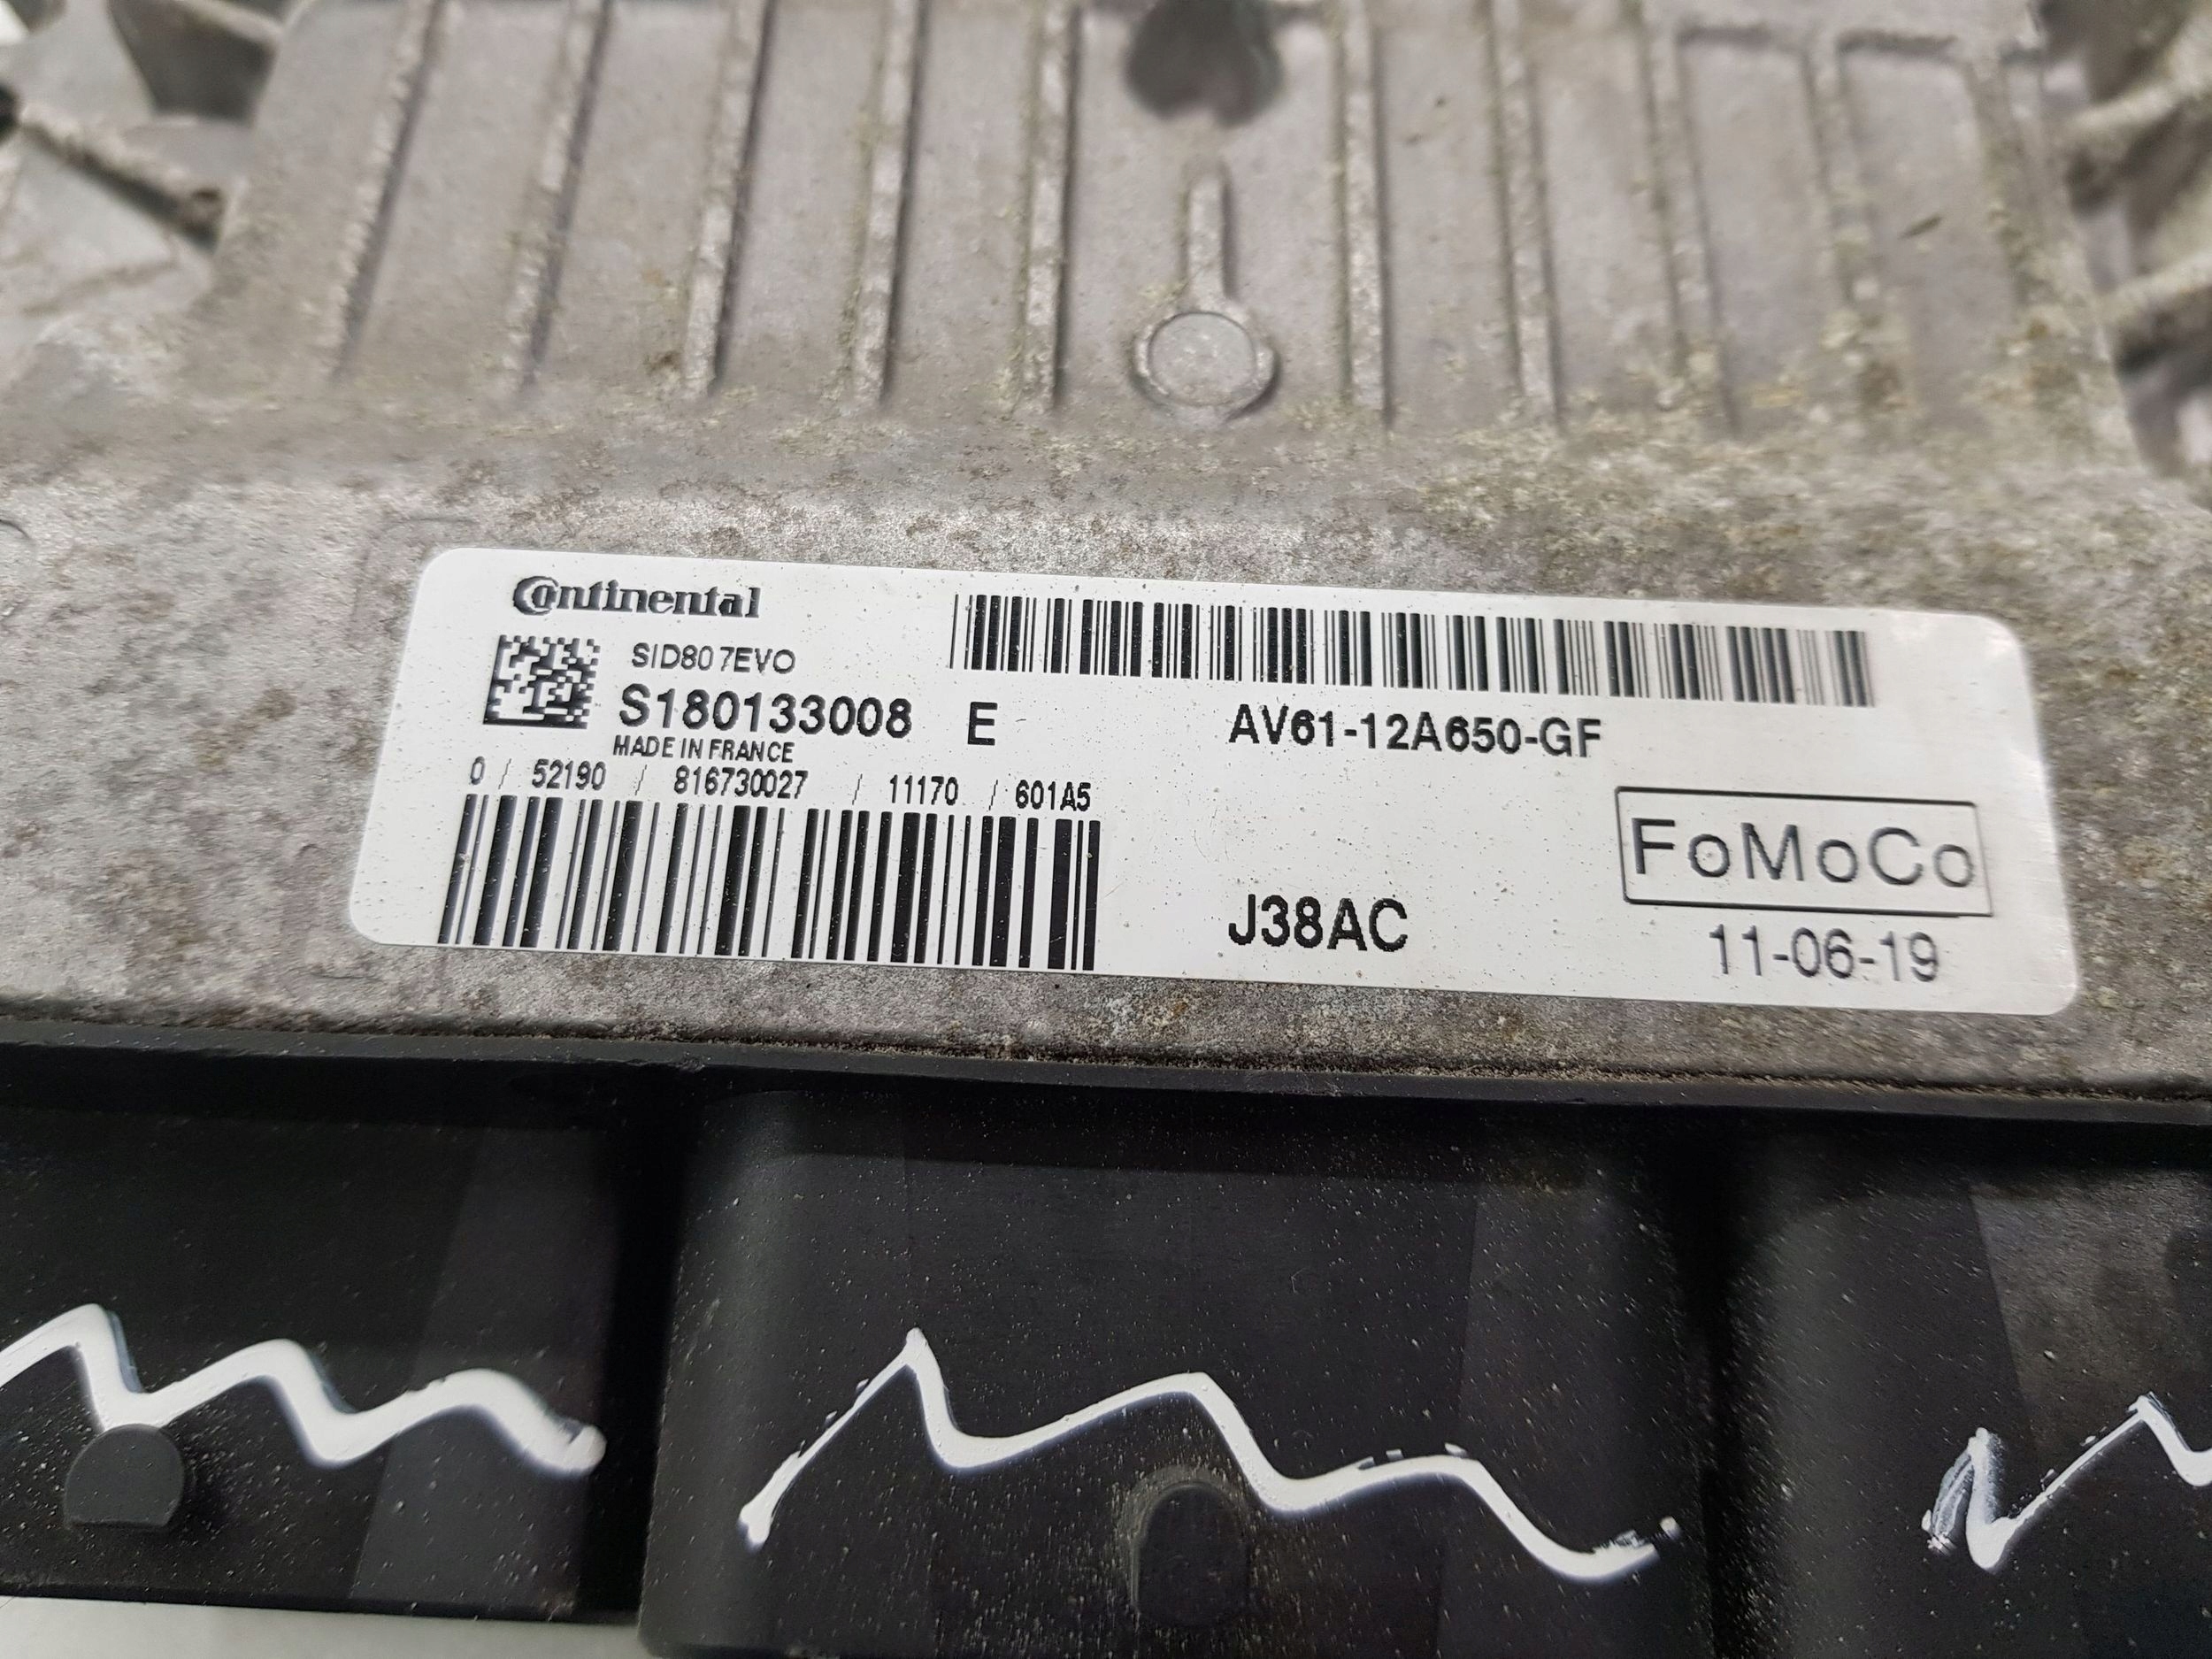 Continental
SID807EVO
S180133008 E
MADE IN FRANCE
0 / 52190 / 816730027 / 11170 / 601A5
AV61-12A650-GF
FoMoCo
J38AC
11-06-19